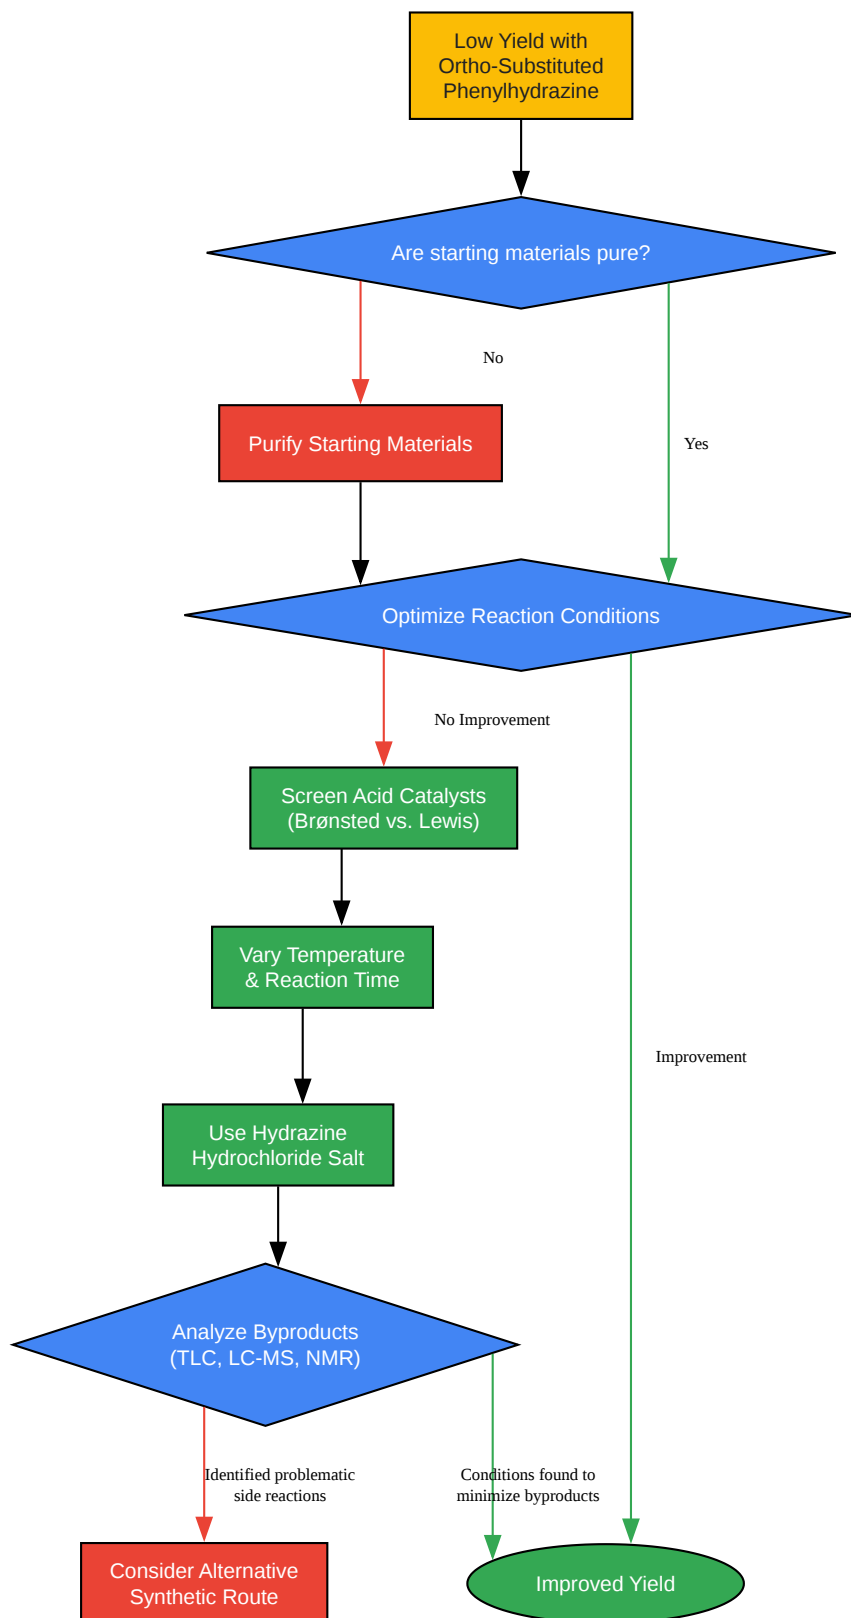 Low Yield with
Ortho-Substituted
Phenylhydrazine
Are starting materials pure?
No
Purify Starting Materials
Yes
Optimize Reaction Conditions
No Improvement
Screen Acid Catalysts
(Brønsted vs. Lewis)
Vary Temperature
& Reaction Time
Improvement
Use Hydrazine
Hydrochloride Salt
Analyze Byproducts
(TLC, LC-MS, NMR)
Identified problematic
side reactions
Conditions found to
minimize byproducts
Consider Alternative
Synthetic Route
Improved Yield